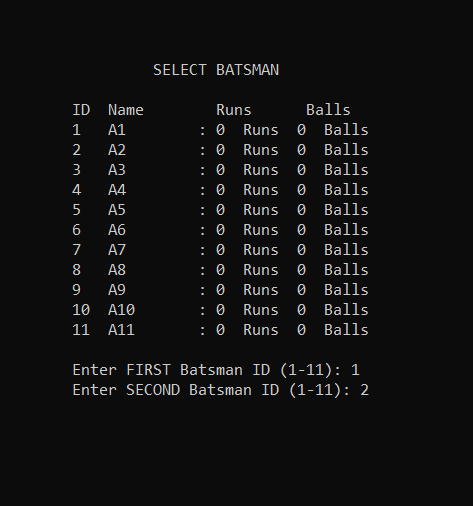 SELECT BATSMAN
ID Name Runs Balls
1 A1 : 0 Runs 0 Balls
2 A2 : 0 Runs 0 Balls
3 A3 : 0 Runs 0 Balls
4 A4 : 0 Runs 0 Balls
5 A5 : 0 Runs 0 Balls
6 A6 : 0 Runs 0 Balls
7 A7 : 0 Runs 0 Balls
8 A8 : 0 Runs 0 Balls
9 A9 : 0 Runs 0 Balls
10 A10 : 0 Runs 0 Balls
11 A11 : 0 Runs 0 Balls
Enter FIRST Batsman ID (1-11): 1
Enter SECOND Batsman ID (1-11): 2